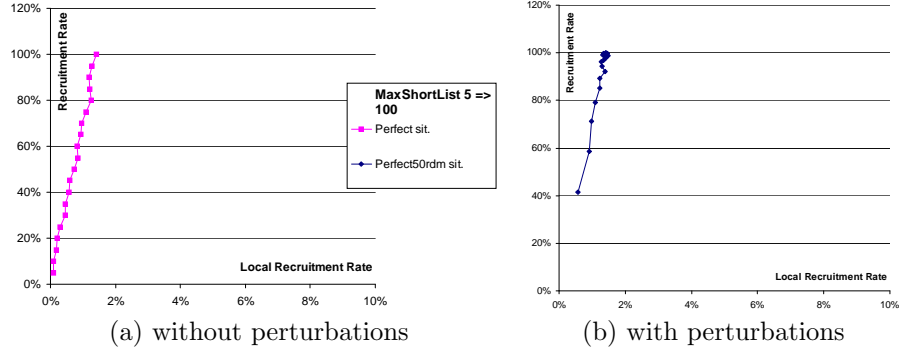 120%
100%
80%
60%
40%
20%
0%
Recruitment Rate
Local Recruitment Rate
0% 2% 4% 6% 8% 10%
MaxShortList 5 =>
100
Perfect sit.
Perfect50rdm sit.
120%
100%
80%
60%
40%
20%
0%
Recruitment Rate
Local Recruitment Rate
0% 2% 4% 6% 8% 10%
(a) without perturbations
(b) with perturbations